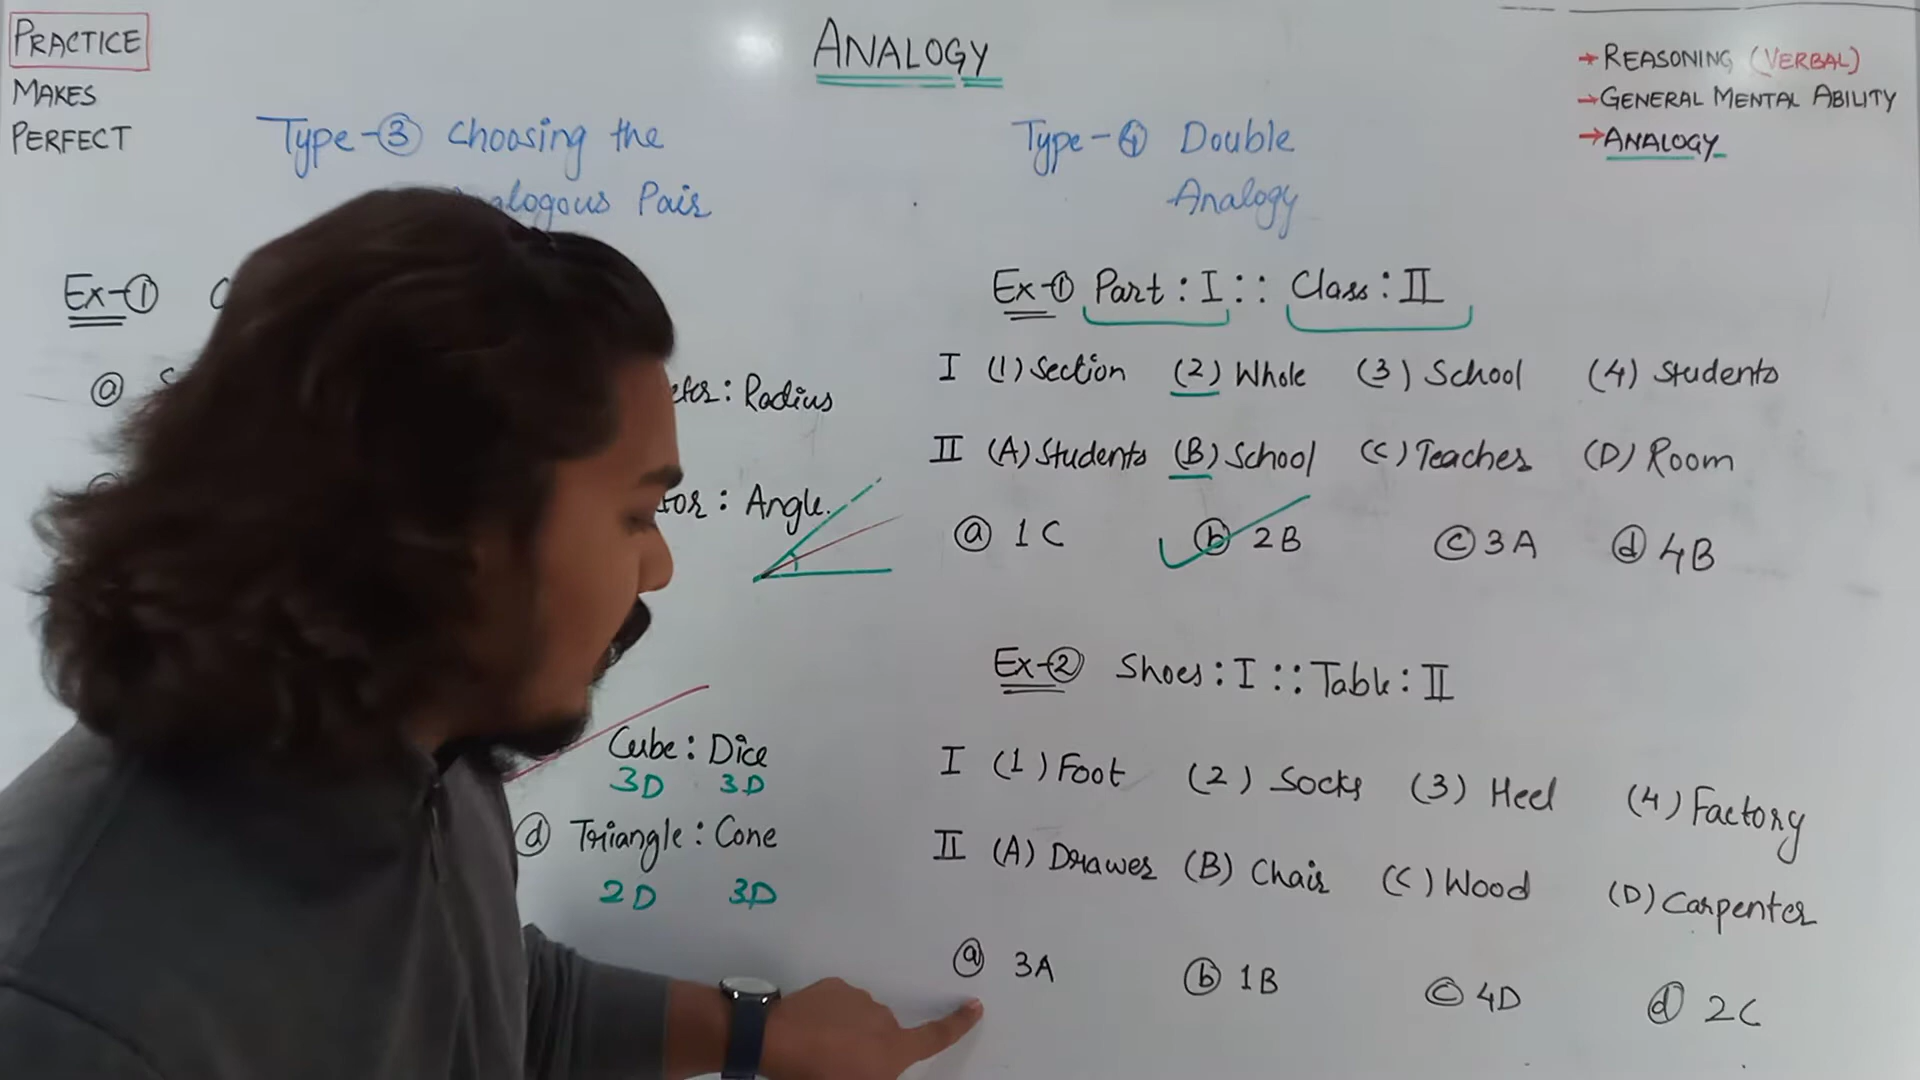 PRACTICE
MAKES
PERFECT
ANALOGY
→ REASONING (VERBAL)
→ GENERAL MENTAL ABILITY
→ ANALOGY
Type-③ Choosing the
Pair
Ex-①
ⓐ
: Radius
: Angle.
Cube : Dice
3D 3D
ⓓ Triangle : Cone
2D 3D
Type-④ Double
Analogy
Ex-① Part : I :: Class : II
I (1) Section (2) Whole (3) School (4) Students
II (A) Students (B) School (C) Teacher (D) Room
ⓐ 1C ⓑ 2B ⓒ 3A ⓓ 4B
Ex-② Shoes : I :: Table : II
I (1) Foot (2) Socks (3) Heel (4) Factory
II (A) Drawer (B) Chair (C) Wood (D) Carpenter
ⓐ 3A ⓑ 1B ⓒ 4D ⓓ 2C